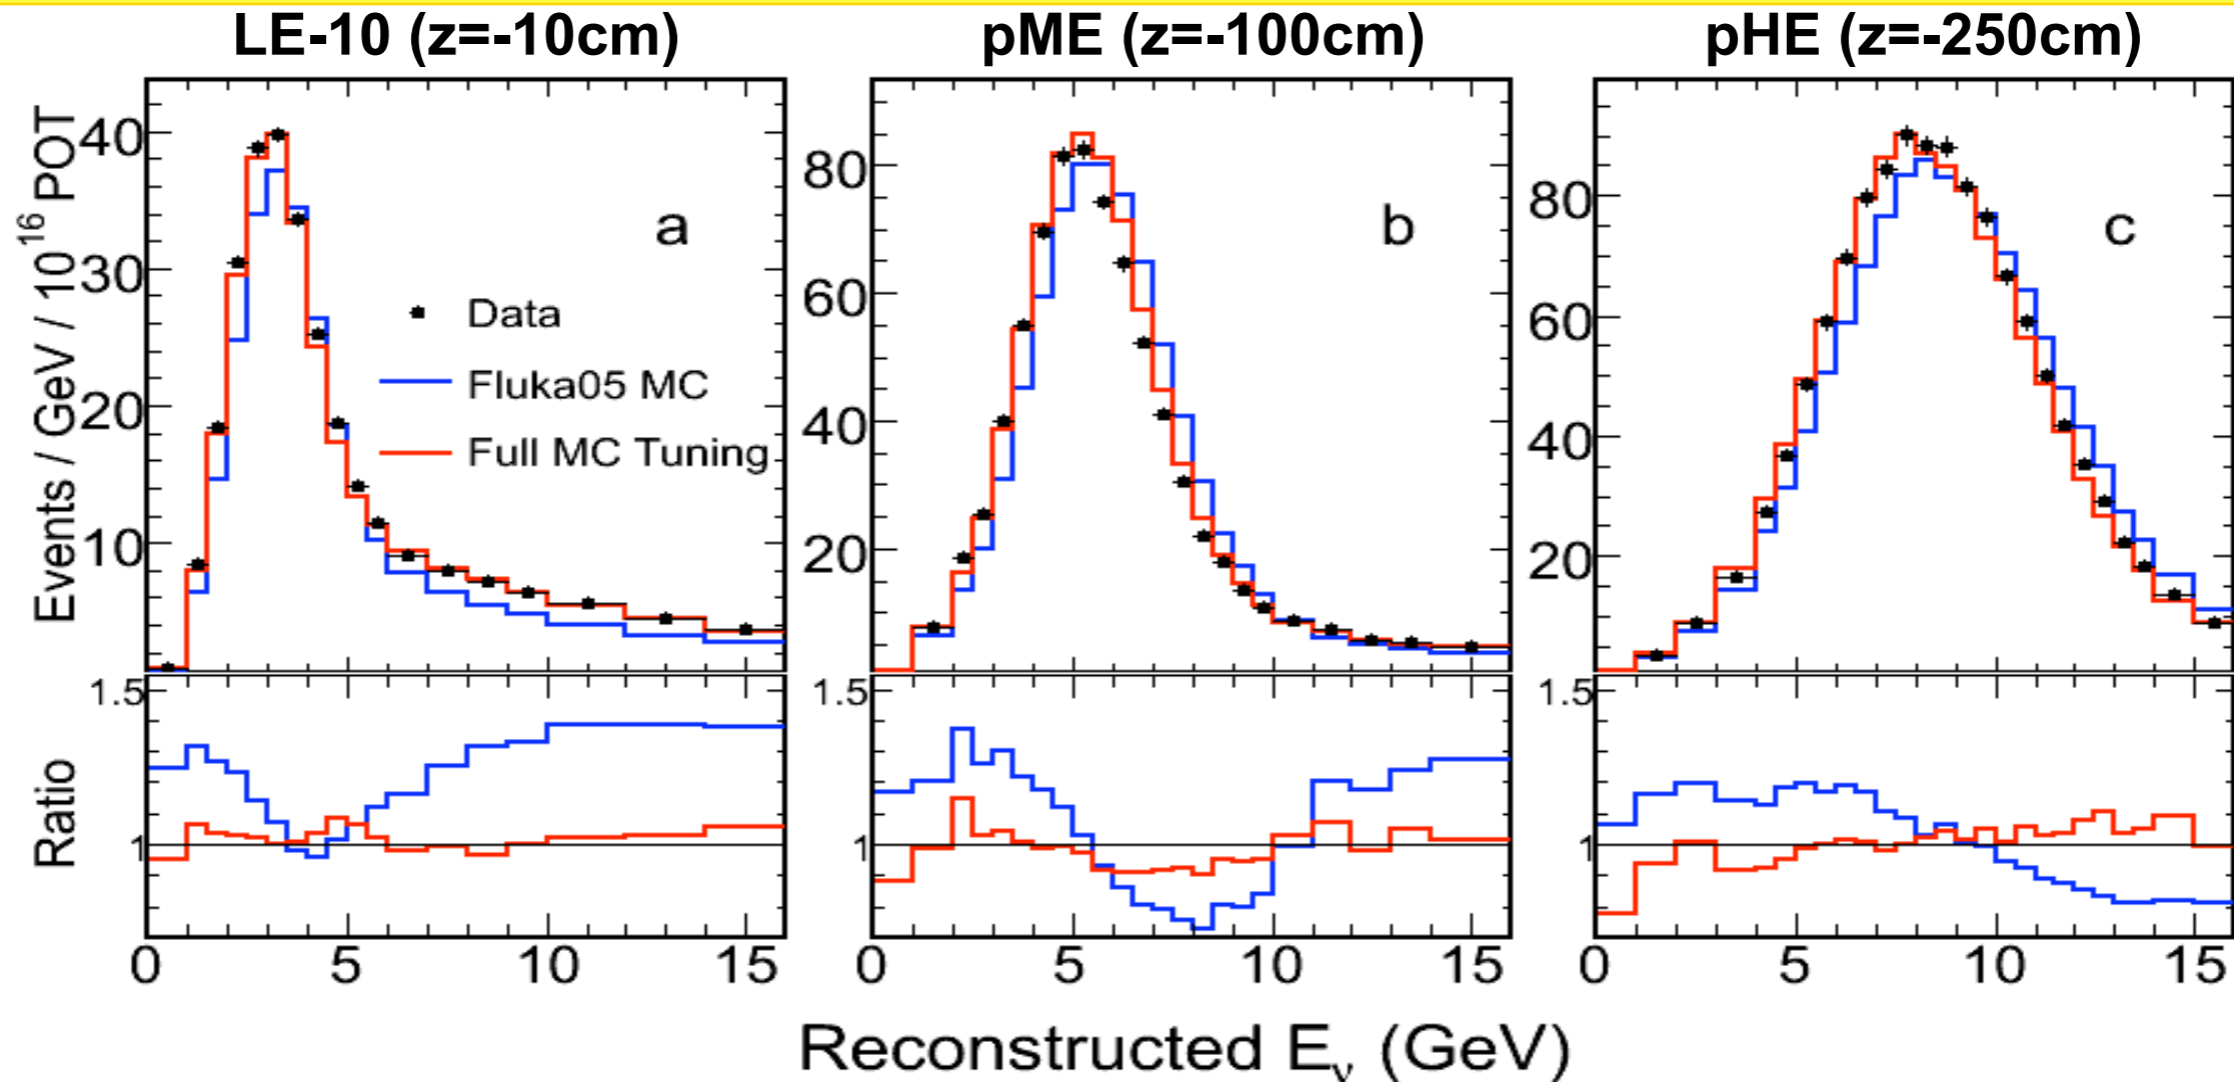 LE-10 (z=-10cm)
pME (z=-100cm)
pHE (z=-250cm)
Events / GeV / 10^16 POT
40
30
20
10
a
Data
Fluka05 MC
Full MC Tuning
80
60
40
20
b
80
60
40
20
c
Ratio
1.5
1
1.5
1
1.5
1
0 5 10 15
0 5 10 15
0 5 10 15
Reconstructed Eν (GeV)